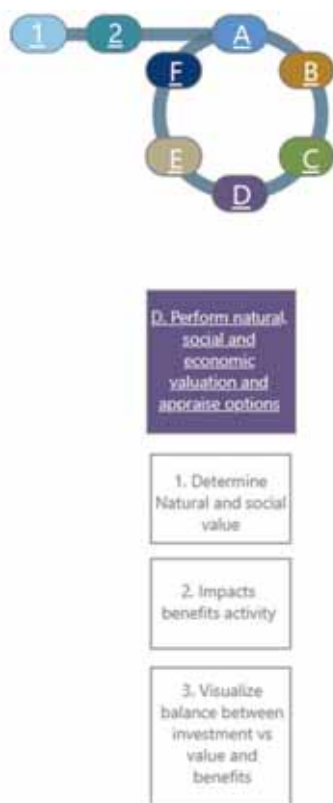 1 2 A
F B
E C
D
D. Perform natural,
social and
economic
valuation and
appraise options
1. Determine
Natural and social
value
2. Impacts
benefits activity
3. Visualize
balance between
investment vs
value and
benefits